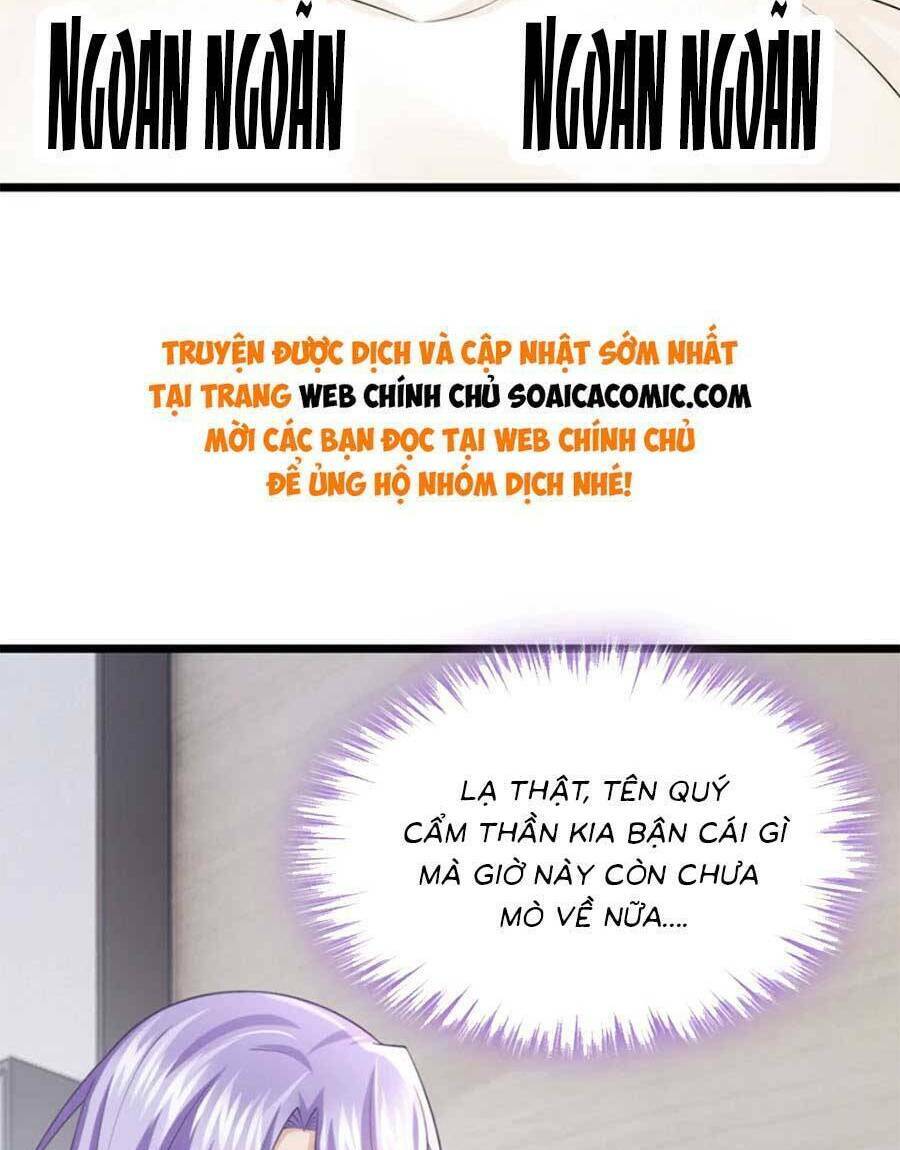 NGOAN NGOÃN NGOAN NGOÃN
TRUYỆN ĐƯỢC DỊCH VÀ CẬP NHẬT SỚM NHẤT
TẠI TRANG WEB CHÍNH CHỦ SOAICACOMIC.COM
MỜI CÁC BẠN ĐỌC TẠI WEB CHÍNH CHỦ
ĐỂ ỦNG HỘ NHÓM DỊCH NHÉ!
LẠ THẬT, TÊN QUÝ
CẨM THẦN KIA BẬN CÁI GÌ
MÀ GIỜ NÀY CÒN CHƯA
MÒ VỀ NỮA....